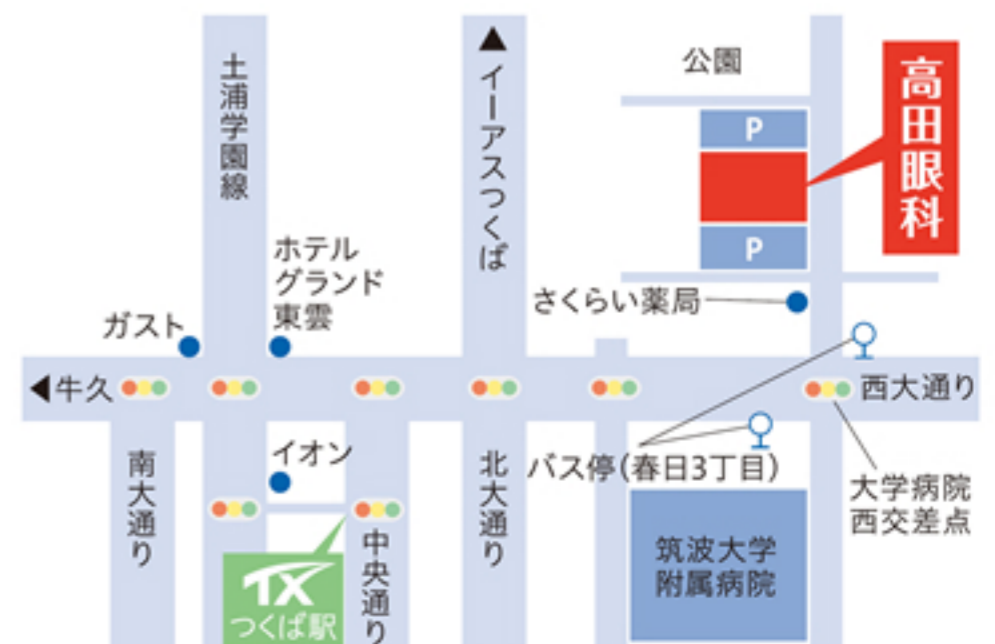 土浦学園線
▲イーアスつくば
公園
高田眼科
P
P
ホテル
グランド
東雲
さくらい薬局
ガスト
◀牛久
西大通り
南大通り
イオン
北大通り
バス停(春日3丁目)
大学病院
西交差点
中央通り
筑波大学
附属病院
TX
つくば駅